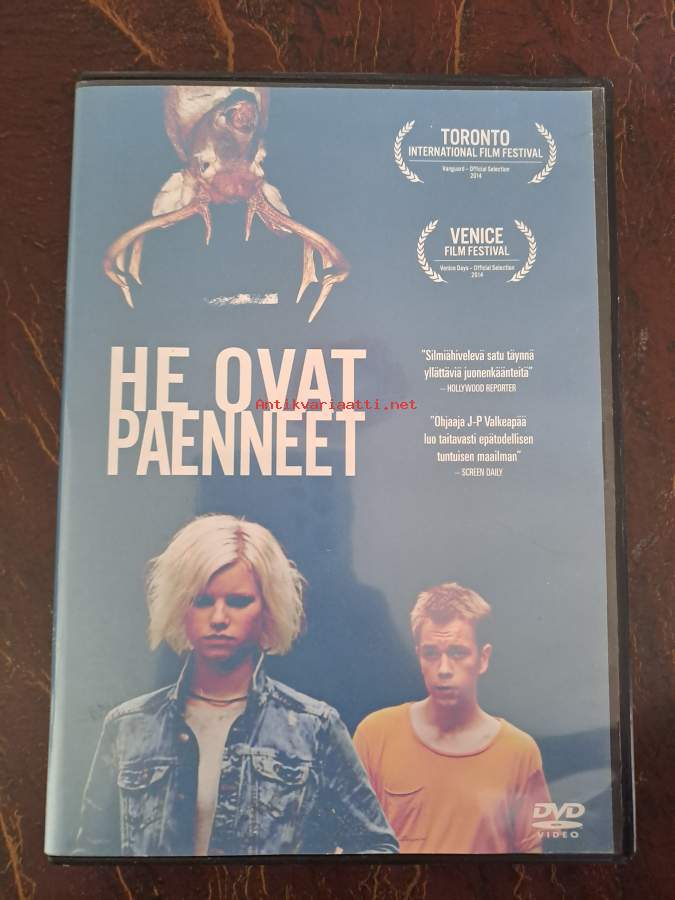 TORONTO
INTERNATIONAL FILM FESTIVAL
Vanguard – Official Selection
2014
VENICE
FILM FESTIVAL
Venice Days – Official Selection
2014
HE OVAT
PAENNEET
Antikvariaatti.net
"Silmiähivelevä satu täynnä
yllättäviä juonenkäänteitä"
– HOLLYWOOD REPORTER
"Ohjaaja J-P Valkeapää
luo taitavasti epätodellisen
tuntuisen maailman"
– SCREEN DAILY
DVD
VIDEO